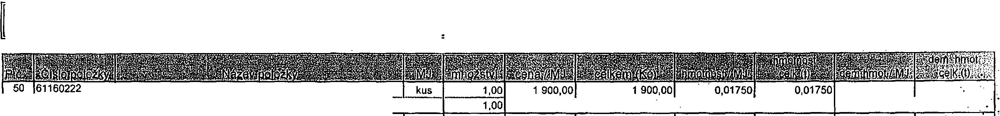 P.č. Číslo položky Název položky MJ množství cena / MJ celkem (Kč) hmotnost / MJ hmotnost celk.(t) dem.hmot. / MJ dem. hmot. celk.(t)
50 61160222 kus 1,00 1 900,00 1 900,00 0,01750 0,01750
1,00